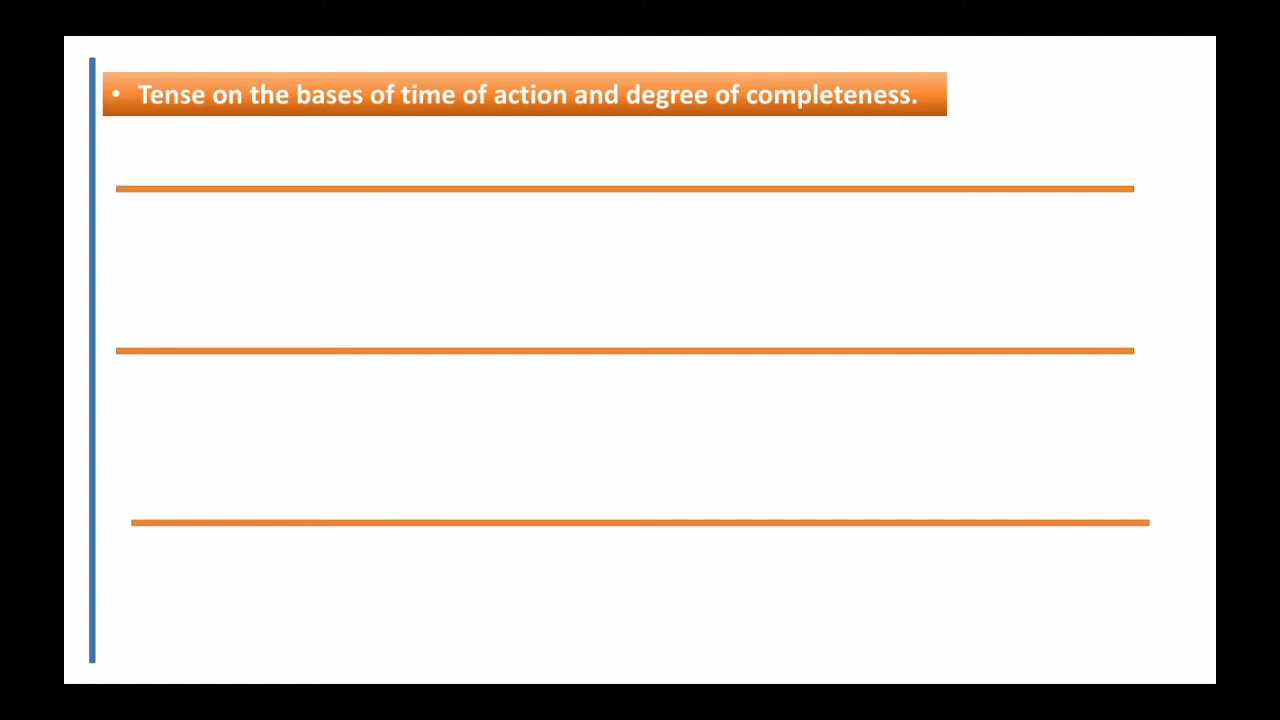 • Tense on the bases of time of action and degree of completeness.